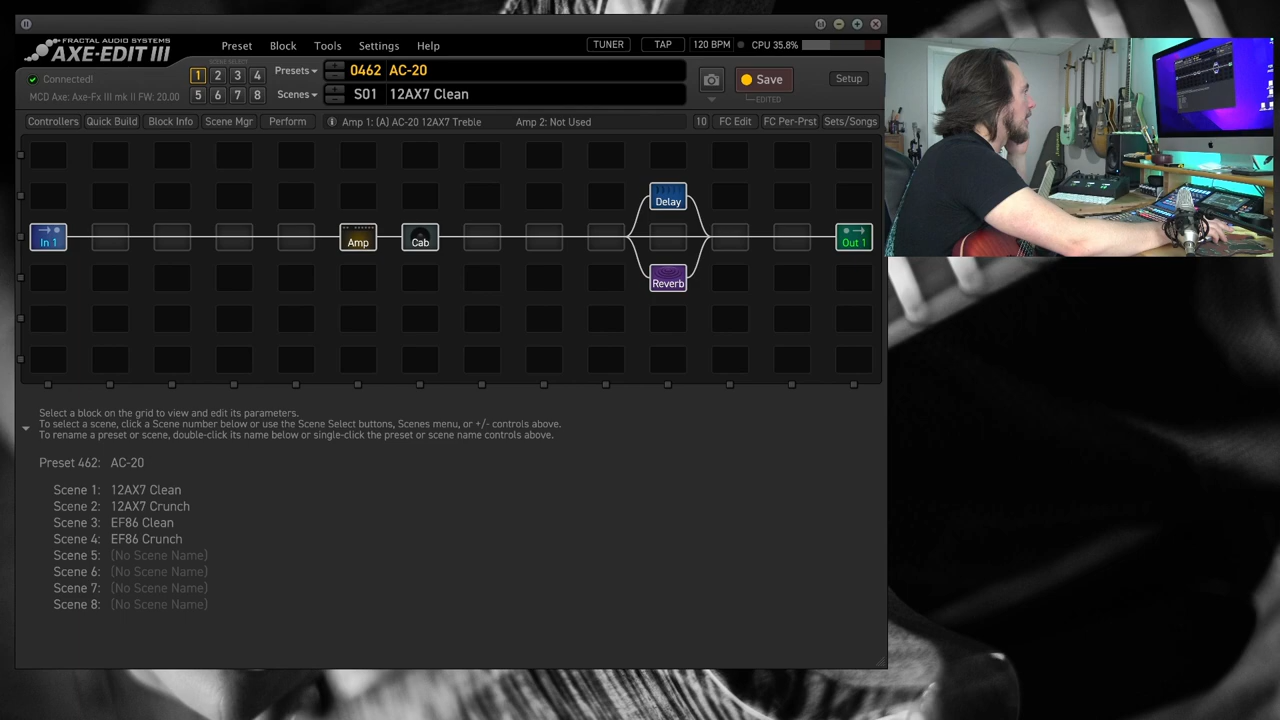 FRACTAL AUDIO SYSTEMS
AXE-EDIT III
Preset Block Tools Settings Help
TUNER TAP 120 BPM CPU 35.8%
SCENE SELECT
Connected!
MCD Axe: Axe-Fx III mk II FW: 20.00
1 2 3 4
5 6 7 8
Presets 0462 AC-20
Scenes S01 12AX7 Clean
Save
EDITED
Setup
Controllers Quick Build Block Info Scene Mgr Perform Amp 1: (A) AC-20 12AX7 Treble Amp 2: Not Used 10 FC Edit FC Per-Prst Sets/Songs
Delay
In 1 Amp Cab Out 1
Reverb
Select a block on the grid to view and edit its parameters.
To select a scene, click a Scene number below or use the Scene Select buttons, Scenes menu, or +/- controls above.
To rename a preset or scene, double-click its name below or single-click the preset or scene name controls above.
Preset 462: AC-20
Scene 1: 12AX7 Clean
Scene 2: 12AX7 Crunch
Scene 3: EF86 Clean
Scene 4: EF86 Crunch
Scene 5: (No Scene Name)
Scene 6: (No Scene Name)
Scene 7: (No Scene Name)
Scene 8: (No Scene Name)